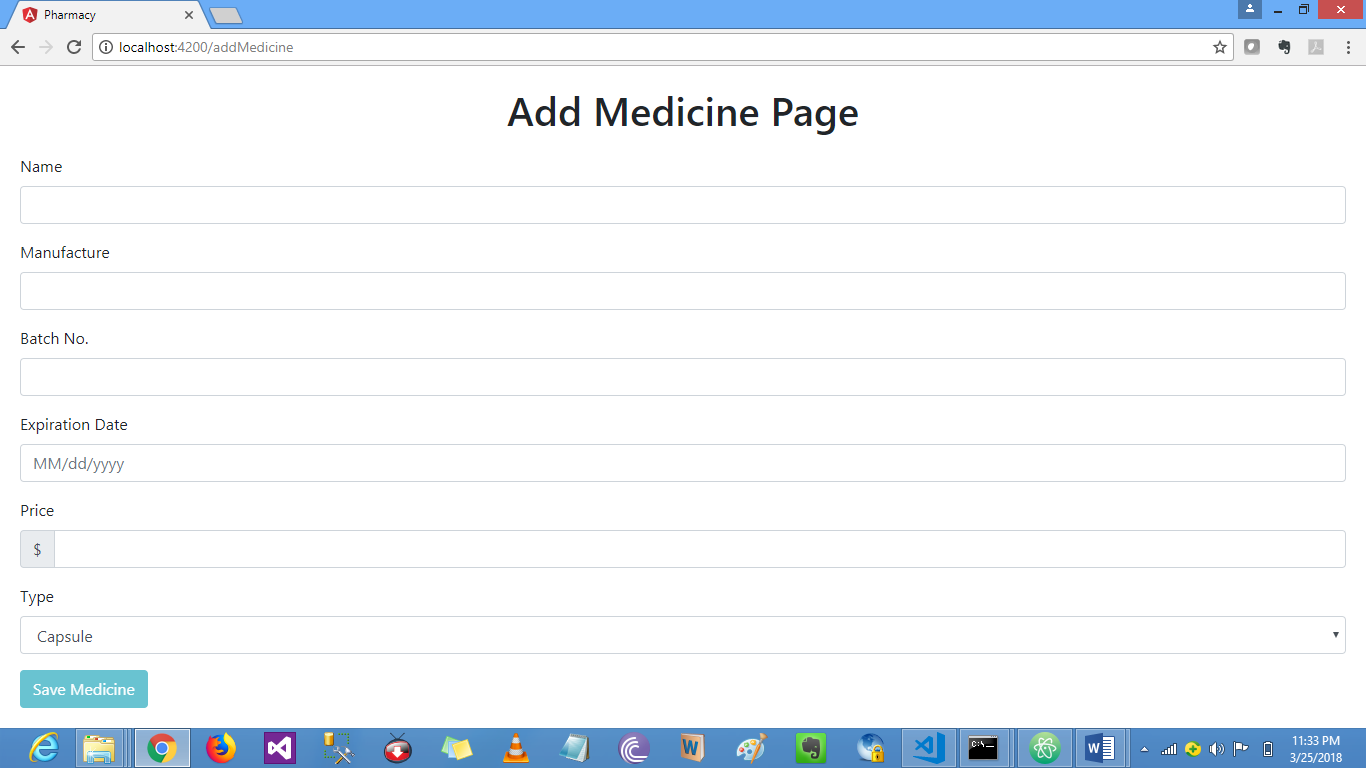 Pharmacy
localhost:4200/addMedicine
Add Medicine Page
Name
Manufacture
Batch No.
Expiration Date
MM/dd/yyyy
Price
$
Type
Capsule
Save Medicine
11:33 PM
3/25/2018